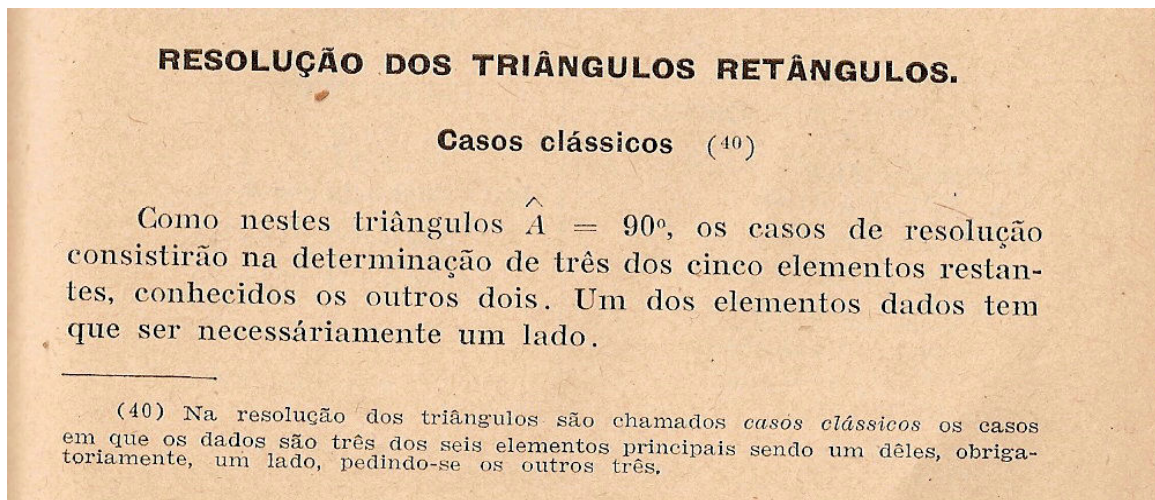 RESOLUÇÃO DOS TRIÂNGULOS RETÂNGULOS.
Casos clássicos (⁴⁰)
Como nestes triângulos Â = 90º, os casos de resolução
consistirão na determinação de três dos cinco elementos restan-
tes, conhecidos os outros dois. Um dos elementos dados tem
que ser necessáriamente um lado.
(40) Na resolução dos triângulos são chamados casos clássicos os casos
em que os dados são três dos seis elementos principais sendo um dêles, obriga-
toriamente, um lado, pedindo-se os outros três.